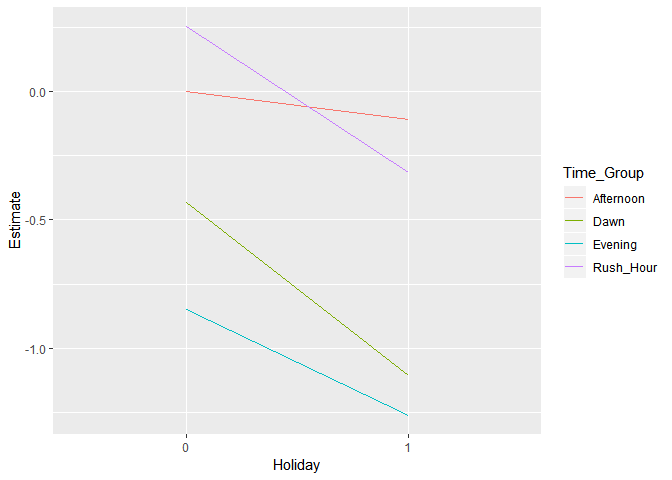 0.0
-0.5
-1.0
Estimate
0
1
Holiday
Time_Group
Afternoon
Dawn
Evening
Rush_Hour